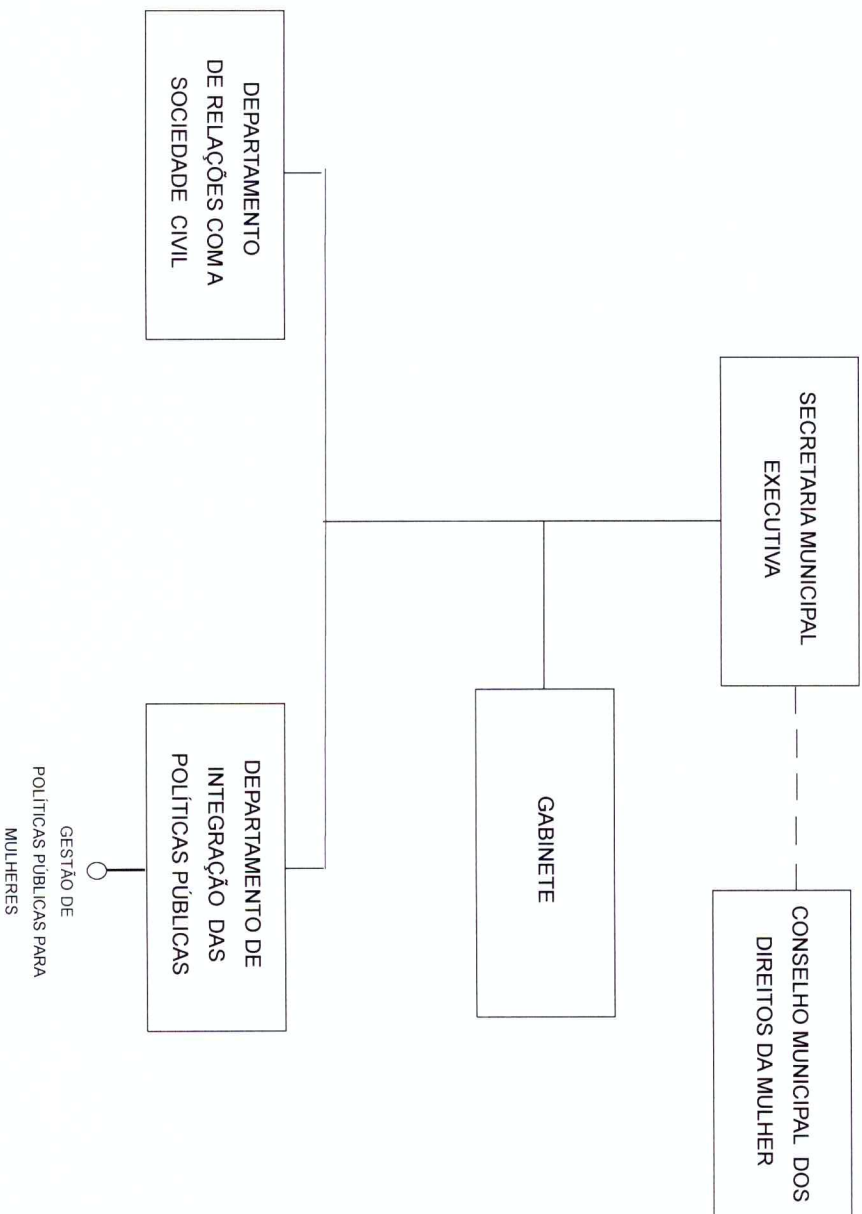 SECRETARIA MUNICIPAL
EXECUTIVA
CONSELHO MUNICIPAL DOS
DIREITOS DA MULHER
GABINETE
DEPARTAMENTO
DE RELAÇÕES COM A
SOCIEDADE CIVIL
DEPARTAMENTO DE
INTEGRAÇÃO DAS
POLÍTICAS PÚBLICAS
GESTÃO DE
POLÍTICAS PÚBLICAS PARA
MULHERES